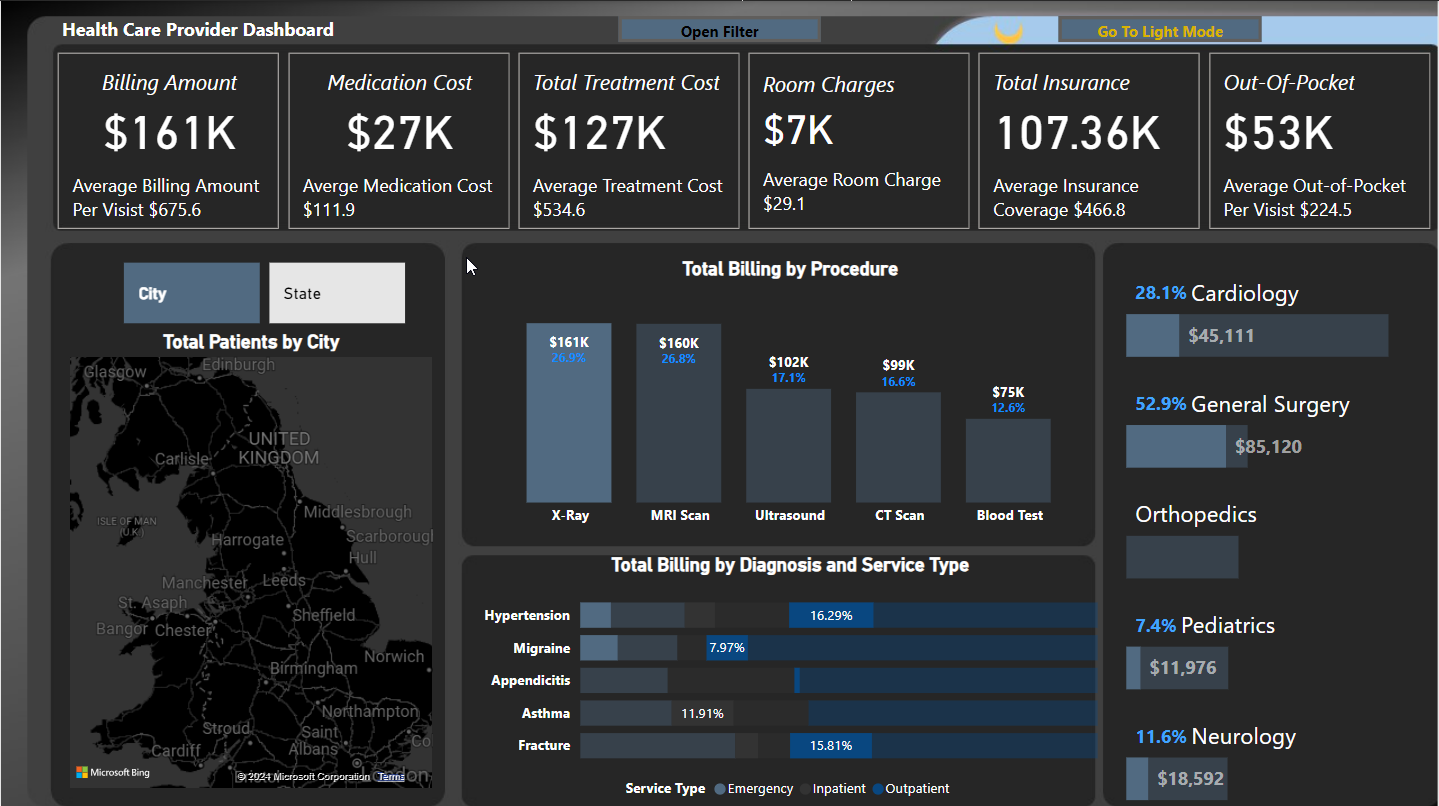 Health Care Provider Dashboard
Open Filter
Go To Light Mode
Billing Amount
$161K
Average Billing Amount
Per Visist $675.6
Medication Cost
$27K
Averge Medication Cost
$111.9
Total Treatment Cost
$127K
Average Treatment Cost
$534.6
Room Charges
$7K
Average Room Charge
$29.1
Total Insurance
107.36K
Average Insurance
Coverage $466.8
Out-Of-Pocket
$53K
Average Out-of-Pocket
Per Visist $224.5
City
State
Total Patients by City
Glasgow
Edinburgh
UNITED
KINGDOM
Carlisle
Middlesbrough
ISLE OF MAN
(U.K.)
Scarborough
Harrogate
Hull
Manchester
Leeds
St. Asaph
Sheffield
Bangor
Chester
Norwich
Birmingham
Northampton
Stroud
Saint
Albans
Co
Cardiff
London
Microsoft Bing
© 2024 Microsoft Corporation
Terms
Total Billing by Procedure
$161K
26.9%
$160K
26.8%
$102K
17.1%
$99K
16.6%
$75K
12.6%
X-Ray
MRI Scan
Ultrasound
CT Scan
Blood Test
Total Billing by Diagnosis and Service Type
Hypertension
16.29%
Migraine
7.97%
Appendicitis
Asthma
11.91%
Fracture
15.81%
Service Type
Emergency
Inpatient
Outpatient
28.1% Cardiology
$45,111
52.9% General Surgery
$85,120
Orthopedics
7.4% Pediatrics
$11,976
11.6% Neurology
$18,592